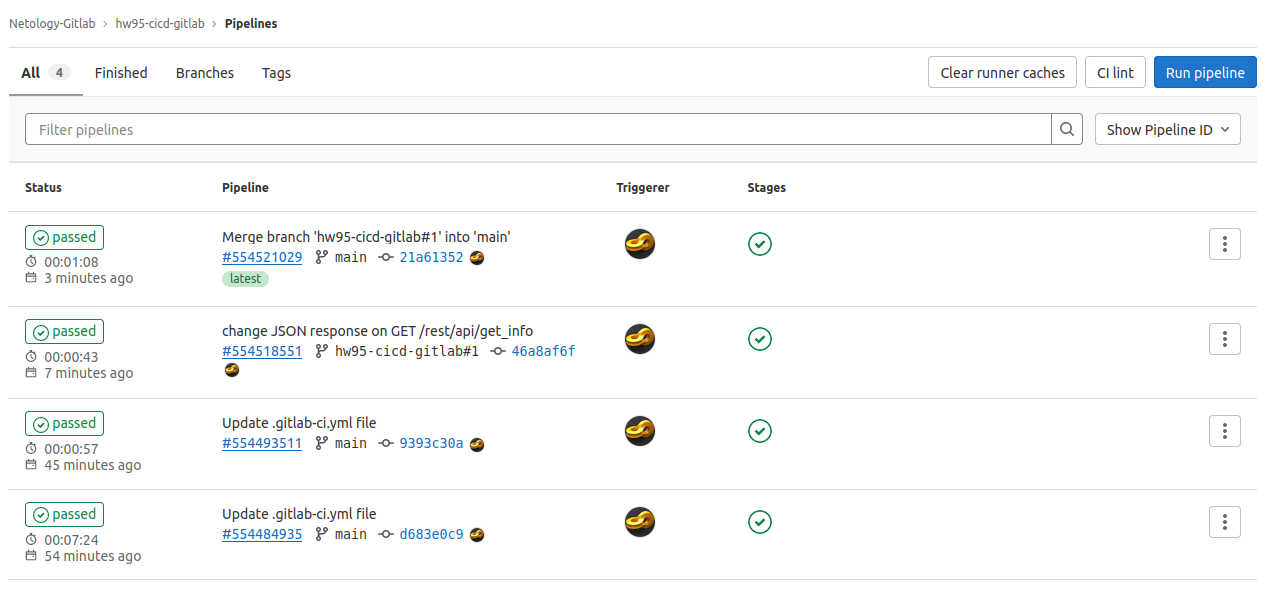 Netology-Gitlab › hw95-cicd-gitlab › Pipelines
All 4 Finished Branches Tags Clear runner caches CI lint Run pipeline
Filter pipelines Show Pipeline ID
Status Pipeline Triggerer Stages
passed
00:01:08
3 minutes ago
Merge branch 'hw95-cicd-gitlab#1' into 'main'
#554521029 main 21a61352
latest
passed
00:00:43
7 minutes ago
change JSON response on GET /rest/api/get_info
#554518551 hw95-cicd-gitlab#1 46a8af6f
passed
00:00:57
45 minutes ago
Update .gitlab-ci.yml file
#554493511 main 9393c30a
passed
00:07:24
54 minutes ago
Update .gitlab-ci.yml file
#554484935 main d683e0c9